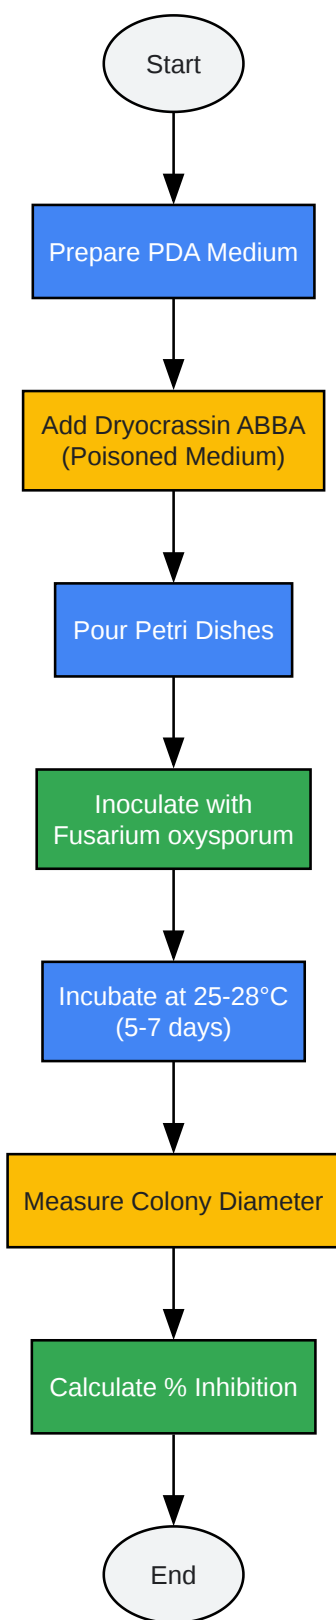 Start
Prepare PDA Medium
Add Dryocrassin ABBA
(Poisoned Medium)
Pour Petri Dishes
Inoculate with
Fusarium oxysporum
Incubate at 25-28°C
(5-7 days)
Measure Colony Diameter
Calculate % Inhibition
End